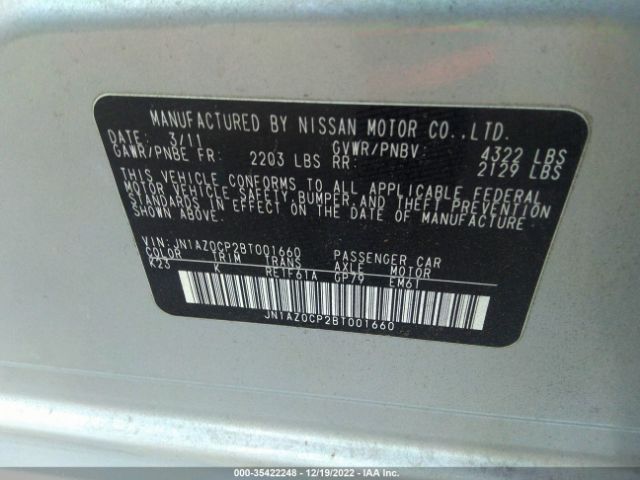 MANUFACTURED BY NISSAN MOTOR CO.,LTD.
DATE: 3/11 GVWR/PNBV: 4322 LBS
GAWR/PNBE FR: 2203 LBS RR: 2129 LBS
THIS VEHICLE CONFORMS TO ALL APPLICABLE FEDERAL
MOTOR VEHICLE SAFETY,BUMPER,AND THEFT PREVENTION
STANDARDS IN EFFECT ON THE DATE OF MANUFACTURE
SHOWN ABOVE.
VIN:JN1AZ0CP2BT001660 PASSENGER CAR
COLOR TRIM TRANS AXLE MOTOR
K23 K RE1F61A GP79 EM61
JN1AZ0CP2BT001660
000-35422248 - 12/19/2022 - IAA Inc.